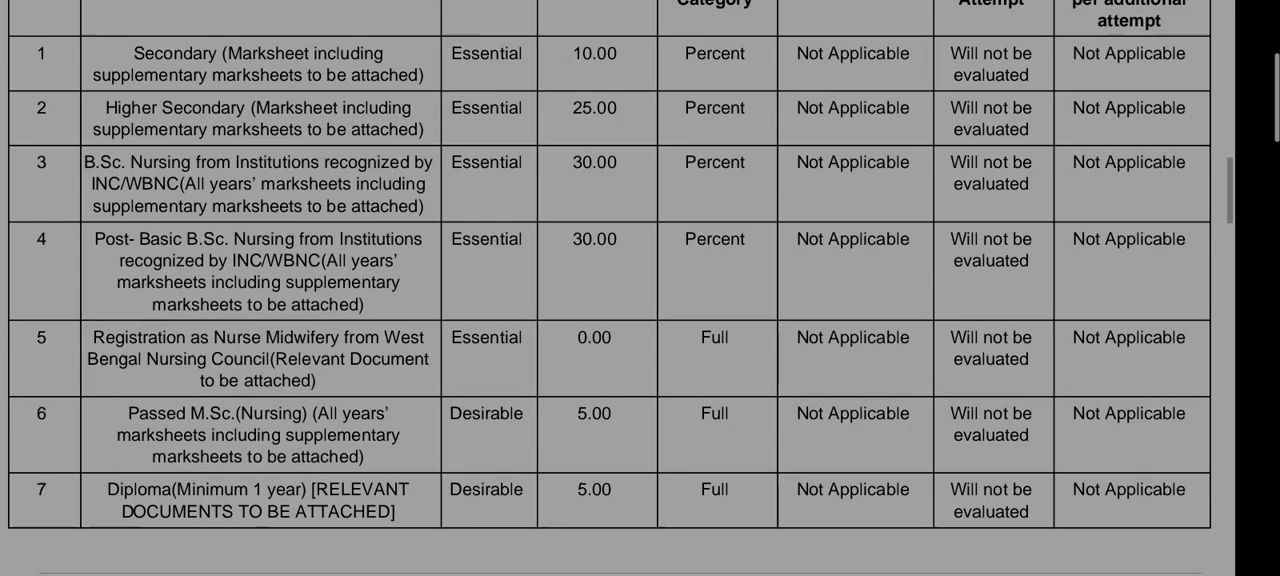 Category
Attempt
per additional
attempt
1
Secondary (Marksheet including
supplementary marksheets to be attached)
Essential
10.00
Percent
Not Applicable
Will not be
evaluated
Not Applicable
2
Higher Secondary (Marksheet including
supplementary marksheets to be attached)
Essential
25.00
Percent
Not Applicable
Will not be
evaluated
Not Applicable
3
B.Sc. Nursing from Institutions recognized by
INC/WBNC(All years’ marksheets including
supplementary marksheets to be attached)
Essential
30.00
Percent
Not Applicable
Will not be
evaluated
Not Applicable
4
Post- Basic B.Sc. Nursing from Institutions
recognized by INC/WBNC(All years’
marksheets including supplementary
marksheets to be attached)
Essential
30.00
Percent
Not Applicable
Will not be
evaluated
Not Applicable
5
Registration as Nurse Midwifery from West
Bengal Nursing Council(Relevant Document
to be attached)
Essential
0.00
Full
Not Applicable
Will not be
evaluated
Not Applicable
6
Passed M.Sc.(Nursing) (All years’
marksheets including supplementary
marksheets to be attached)
Desirable
5.00
Full
Not Applicable
Will not be
evaluated
Not Applicable
7
Diploma(Minimum 1 year) [RELEVANT
DOCUMENTS TO BE ATTACHED]
Desirable
5.00
Full
Not Applicable
Will not be
evaluated
Not Applicable